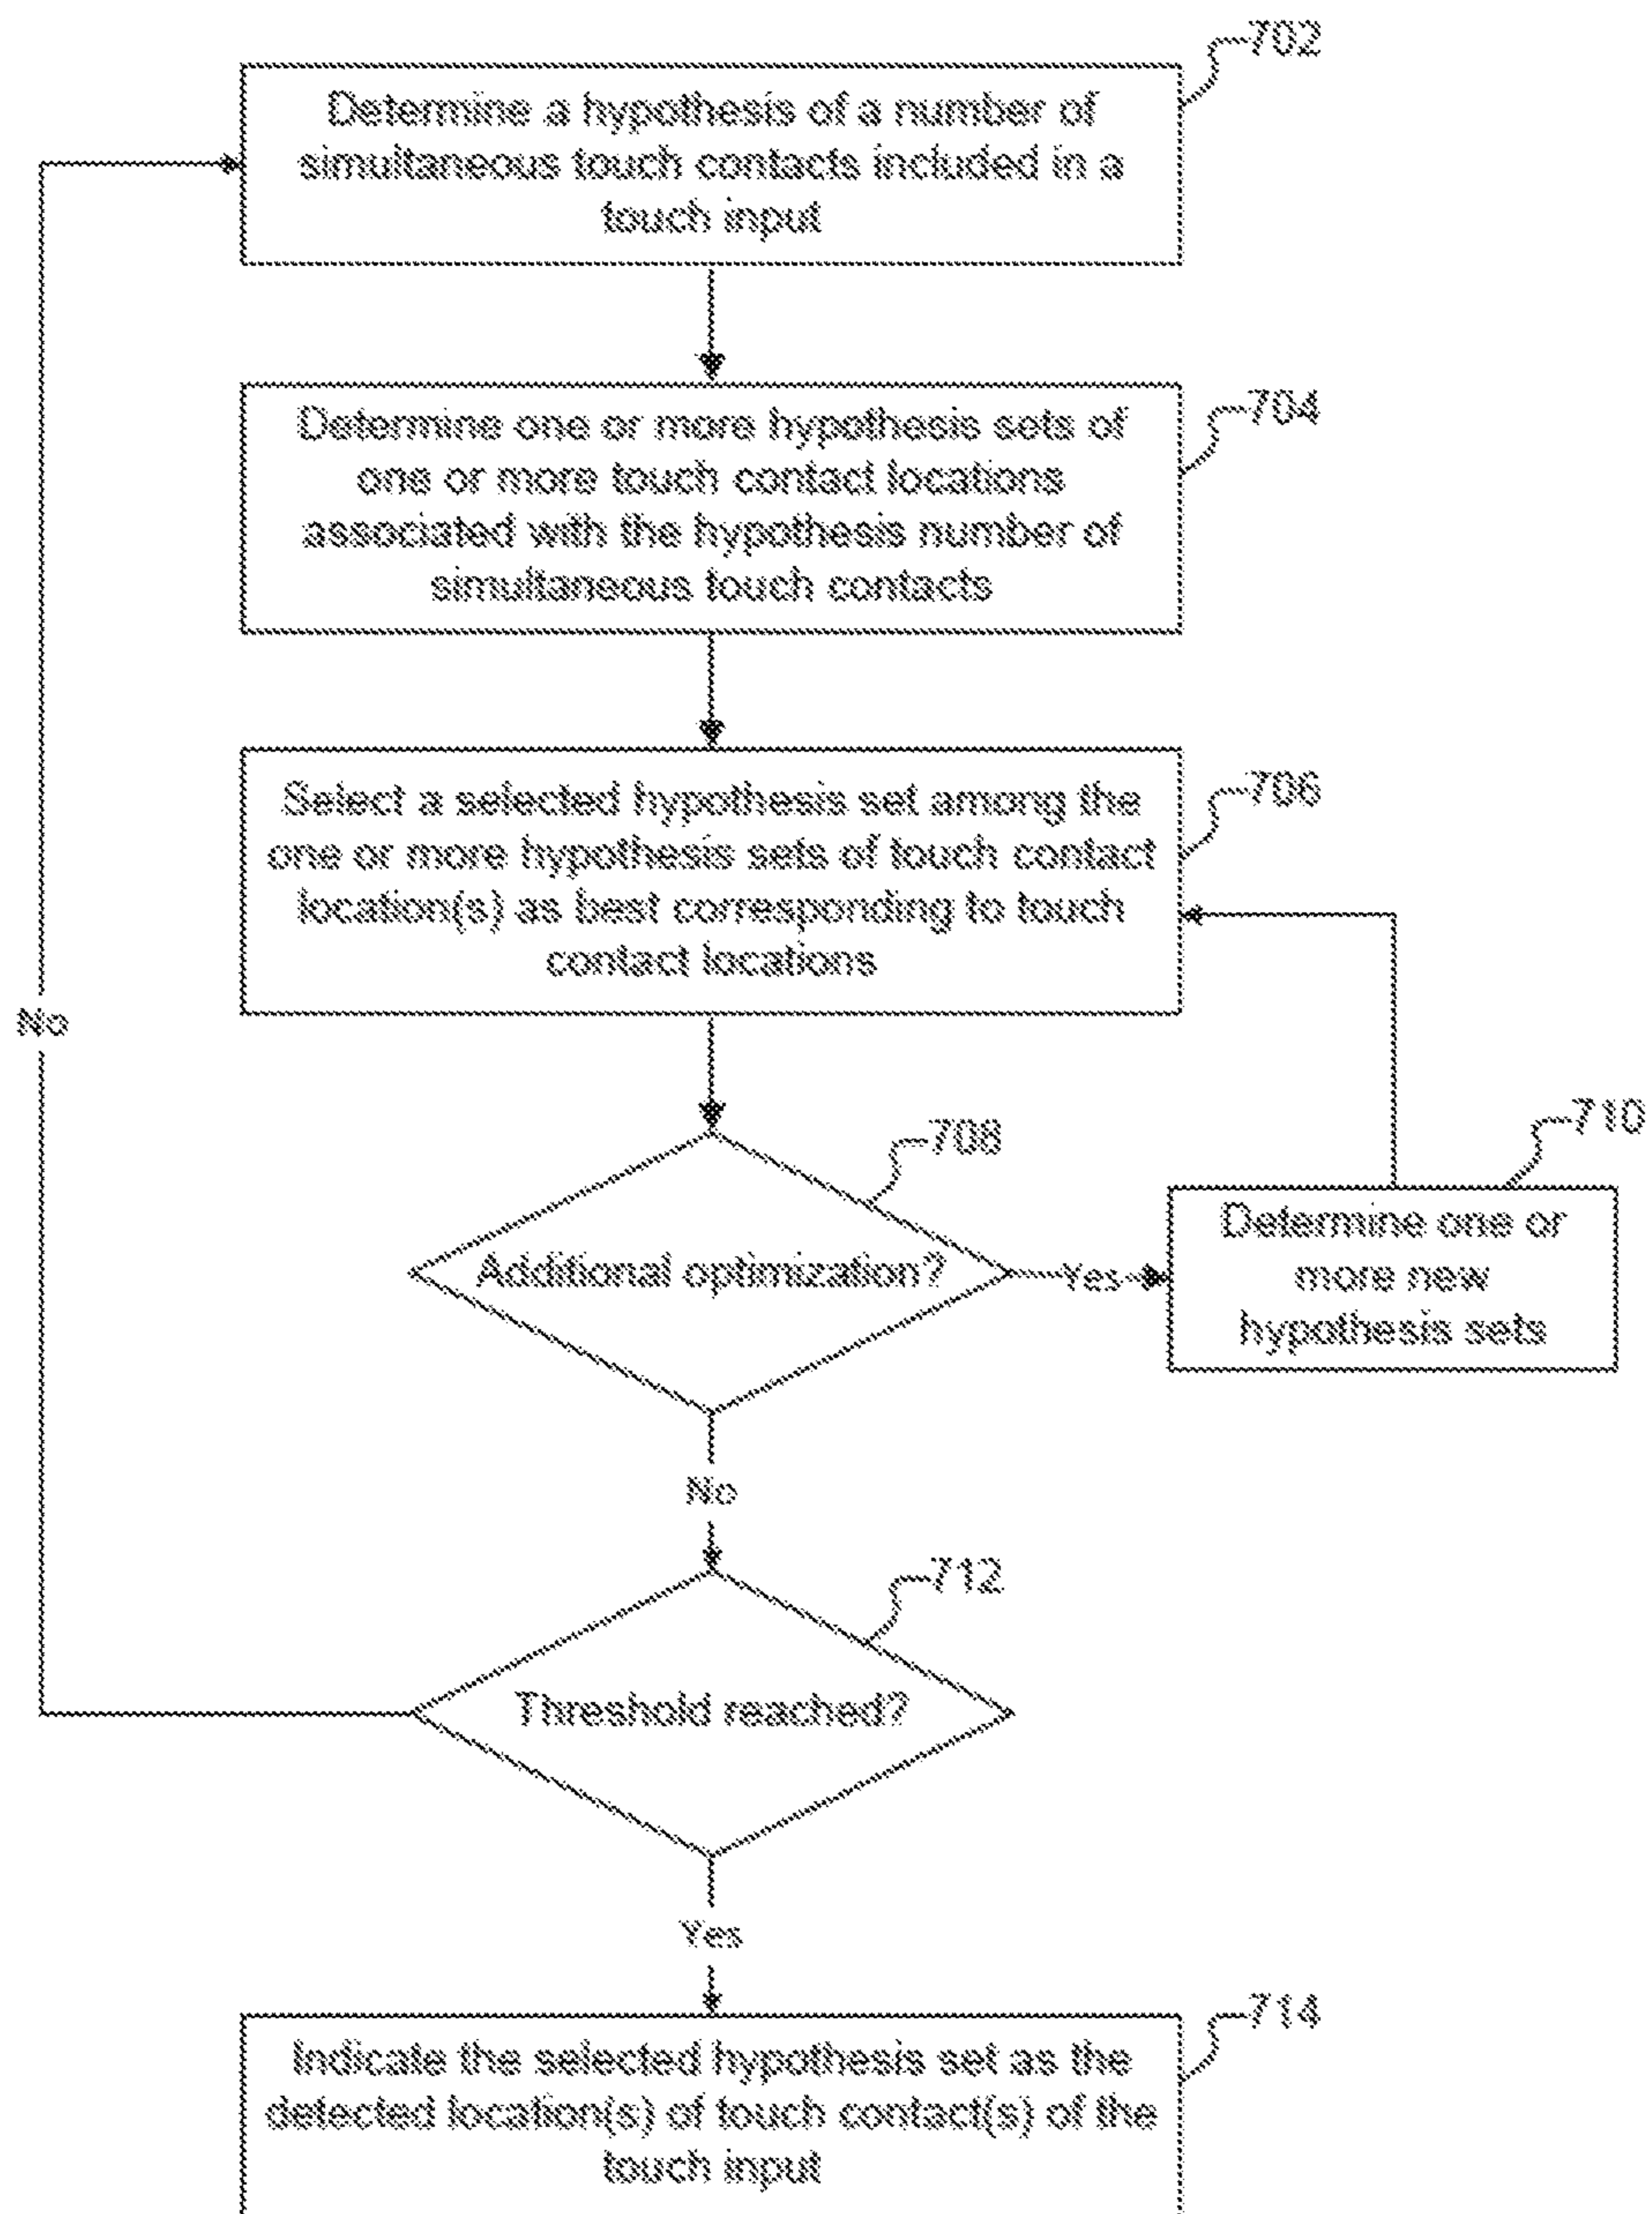 702
Determine a hypothesis of a number of
simultaneous touch contacts included in a
touch input
704
Determine one or more hypothesis sets of
one or more touch contact locations
associated with the hypothesis number of
simultaneous touch contacts
706
Select a selected hypothesis set among the
one or more hypothesis sets of touch contact
location(s) as best corresponding to touch
contact locations
No
708
Additional optimization?
Yes
710
Determine one or
more new
hypothesis sets
No
712
Threshold reached?
Yes
714
Indicate the selected hypothesis set as the
detected location(s) of touch contact(s) of the
touch input